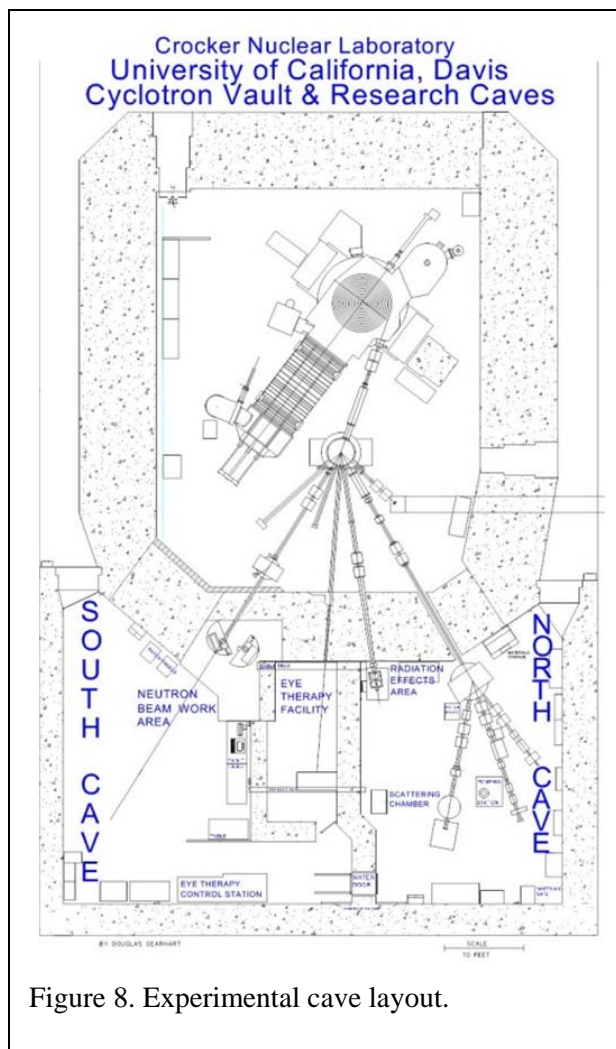 Crocker Nuclear Laboratory
University of California, Davis
Cyclotron Vault & Research Caves
SOUTH CAVE
NORTH CAVE
NEUTRON
BEAM WORK
AREA
EYE
THERAPY
FACILITY
RADIATION
EFFECTS
AREA
SCATTERING
CHAMBER
STATION
TABLE
EYE THERAPY
CONTROL STATION
WATER
DOOR
BY DOUGLAS GEARHART
SCALE
10 FEET
Figure 8. Experimental cave layout.